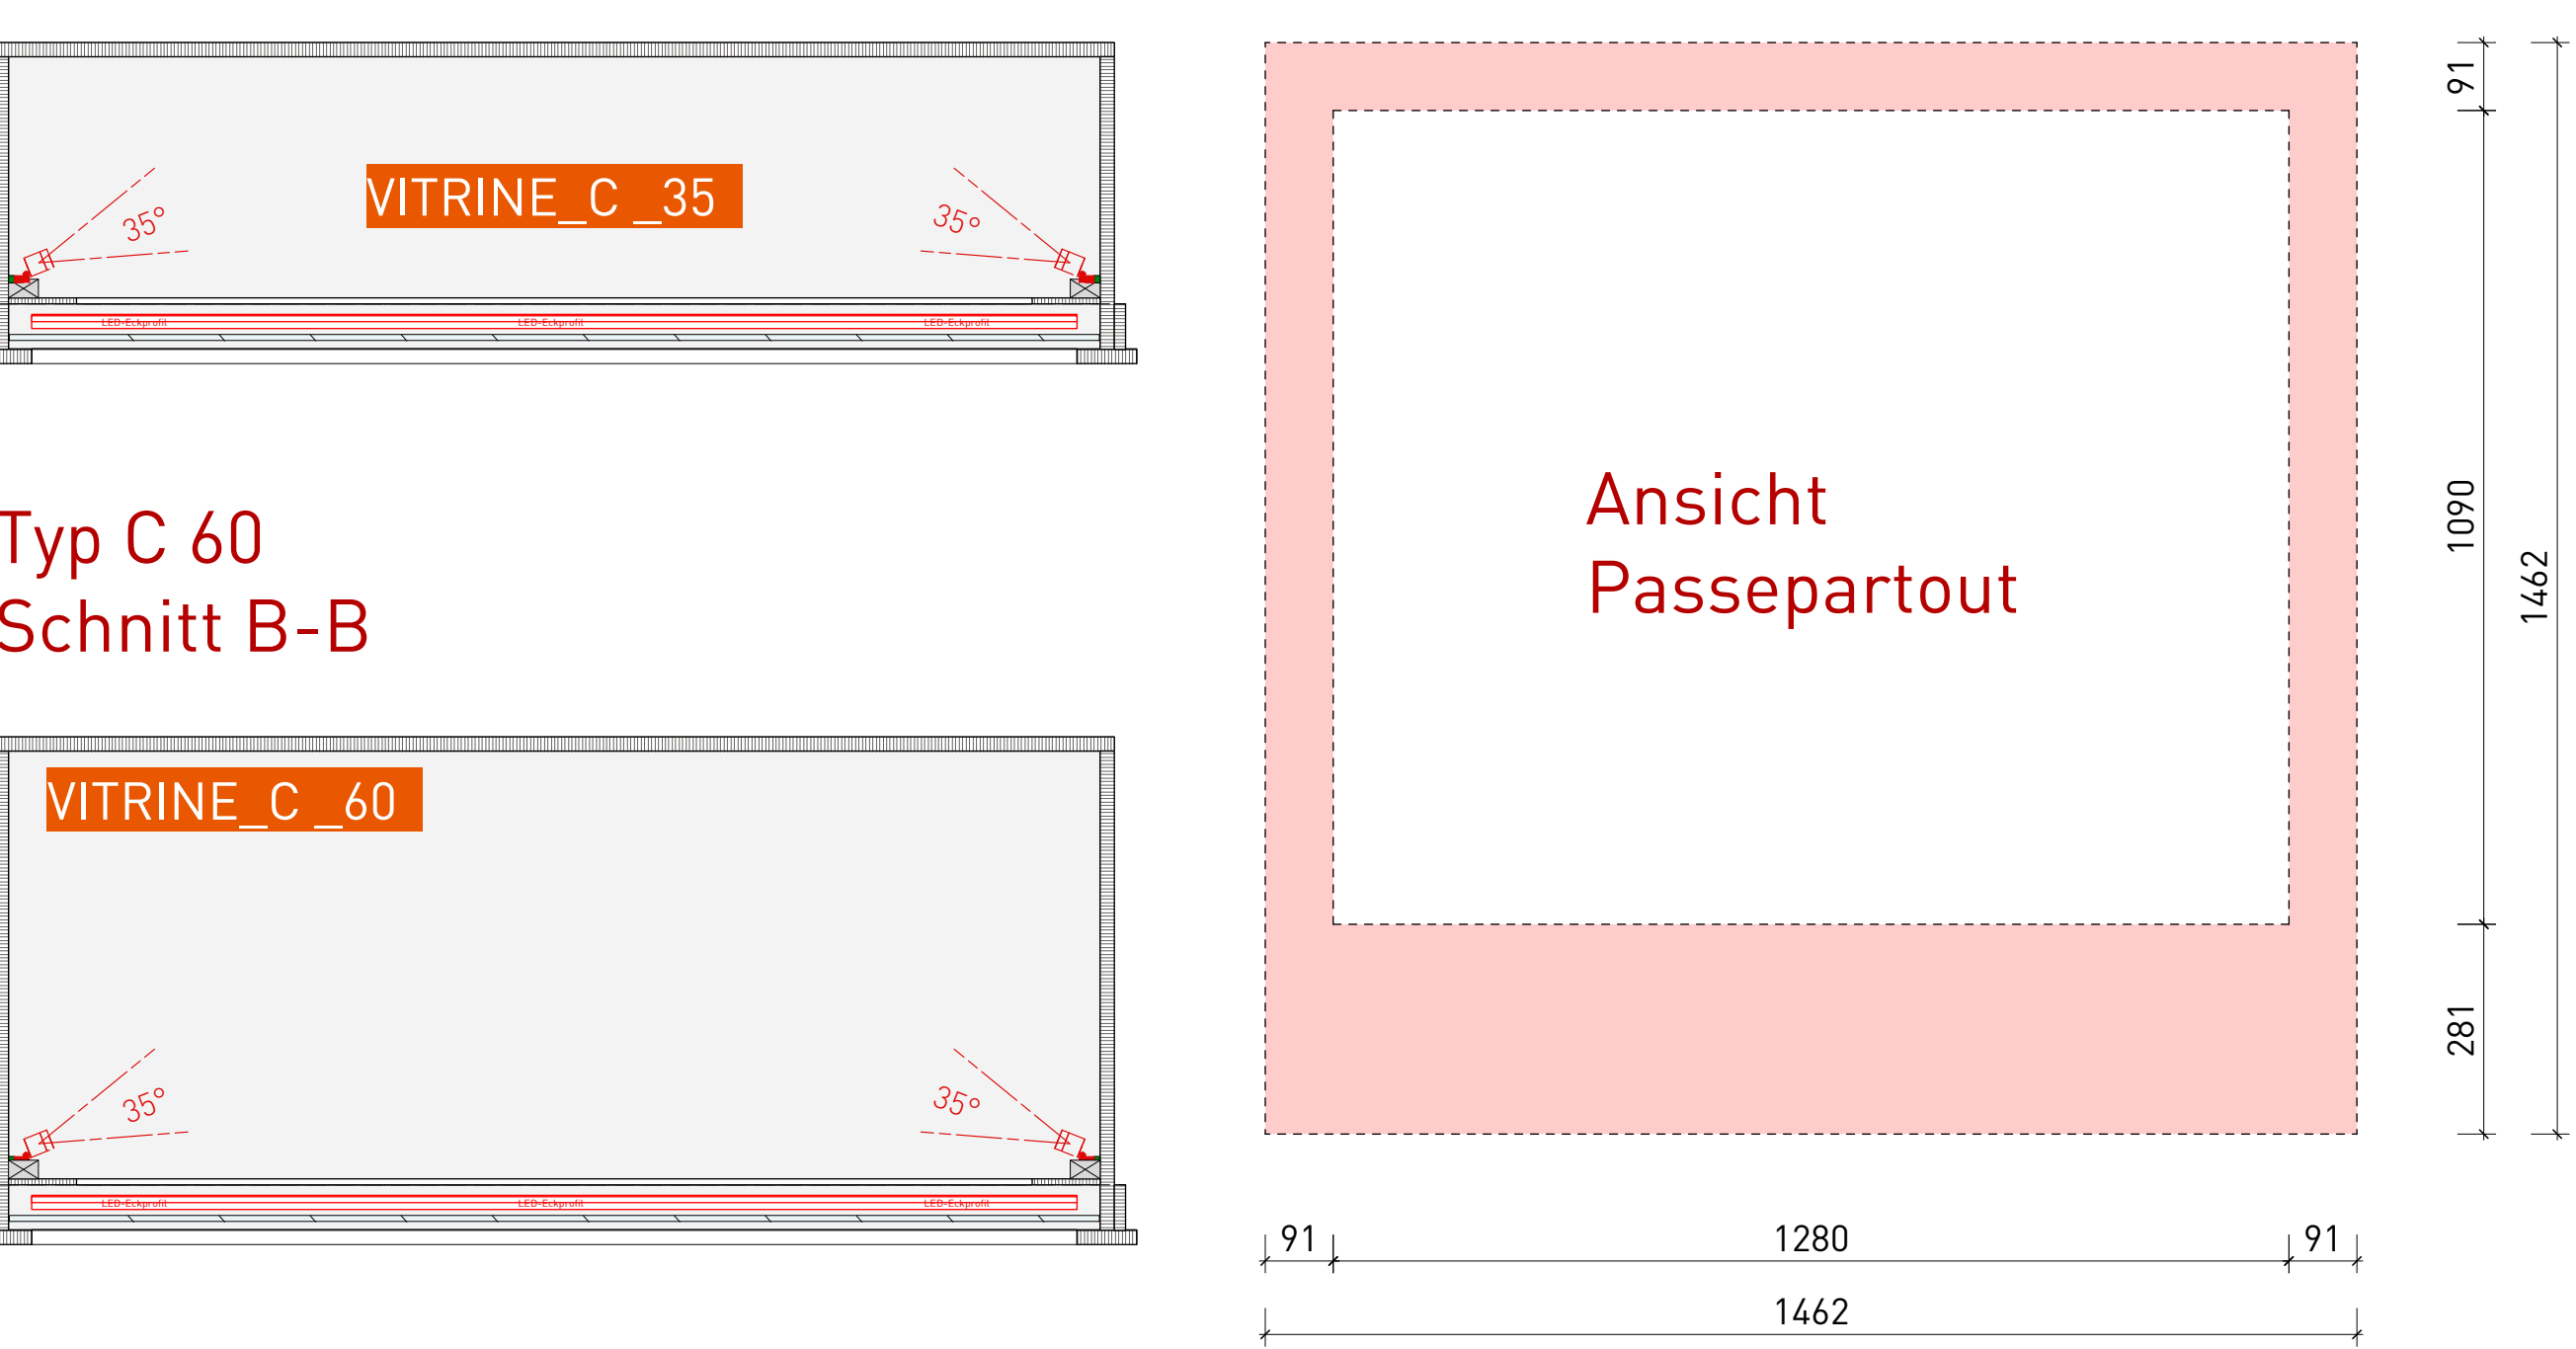 VITRINE_C _35
35°
35°
LED-Eckprofil
LED-Eckprofil
LED-Eckprofil
Typ C 60
Schnitt B-B
VITRINE_C _60
35°
35°
LED-Eckprofil
LED-Eckprofil
LED-Eckprofil
Ansicht
Passepartout
91
1090
281
1462
91
1280
91
1462